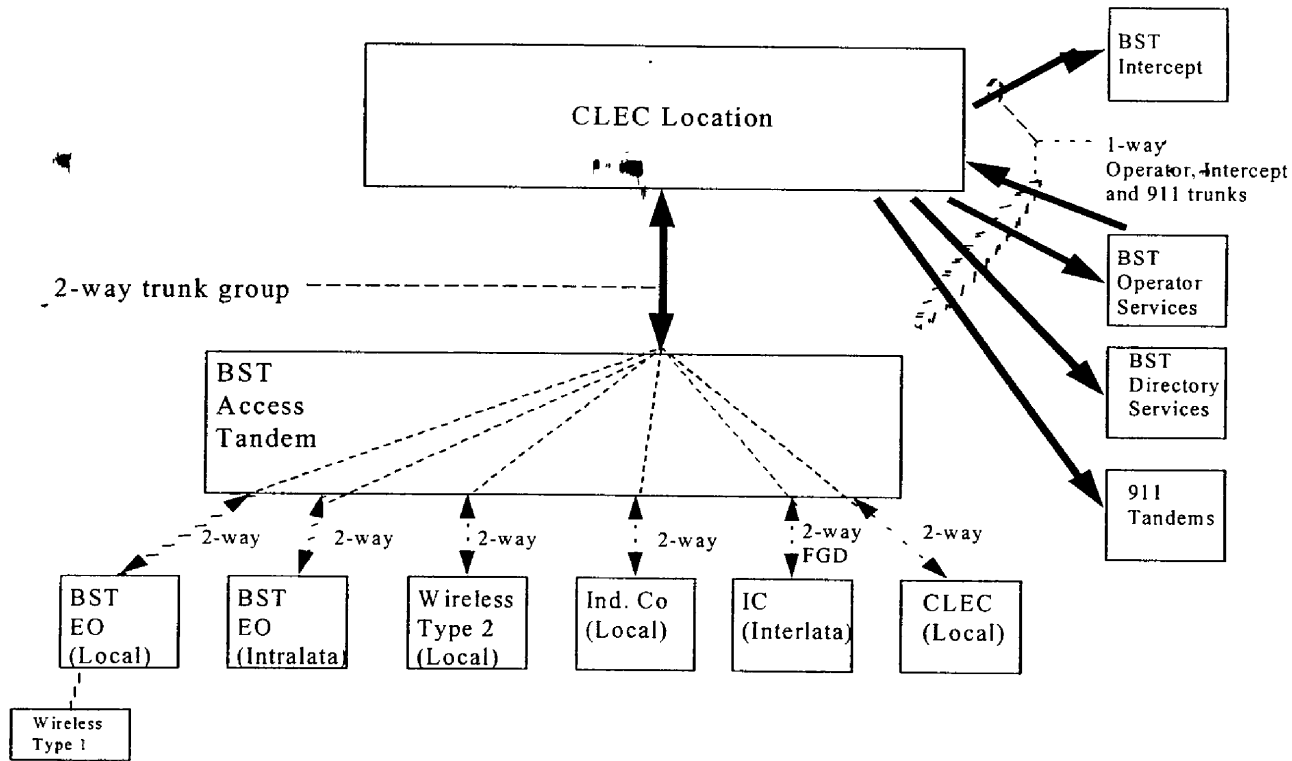 BST
Intercept
CLEC Location
1-way
Operator, Intercept
and 911 trunks
BST
Operator
Services
2-way trunk group
BST
Directory
Services
BST
Access
Tandem
911
Tandems
2-way
2-way
2-way
2-way
2-way
FGD
2-way
BST
EO
(Local)
BST
EO
(Intralata)
Wireless
Type 2
(Local)
Ind. Co
(Local)
IC
(Interlata)
CLEC
(Local)
Wireless
Type 1